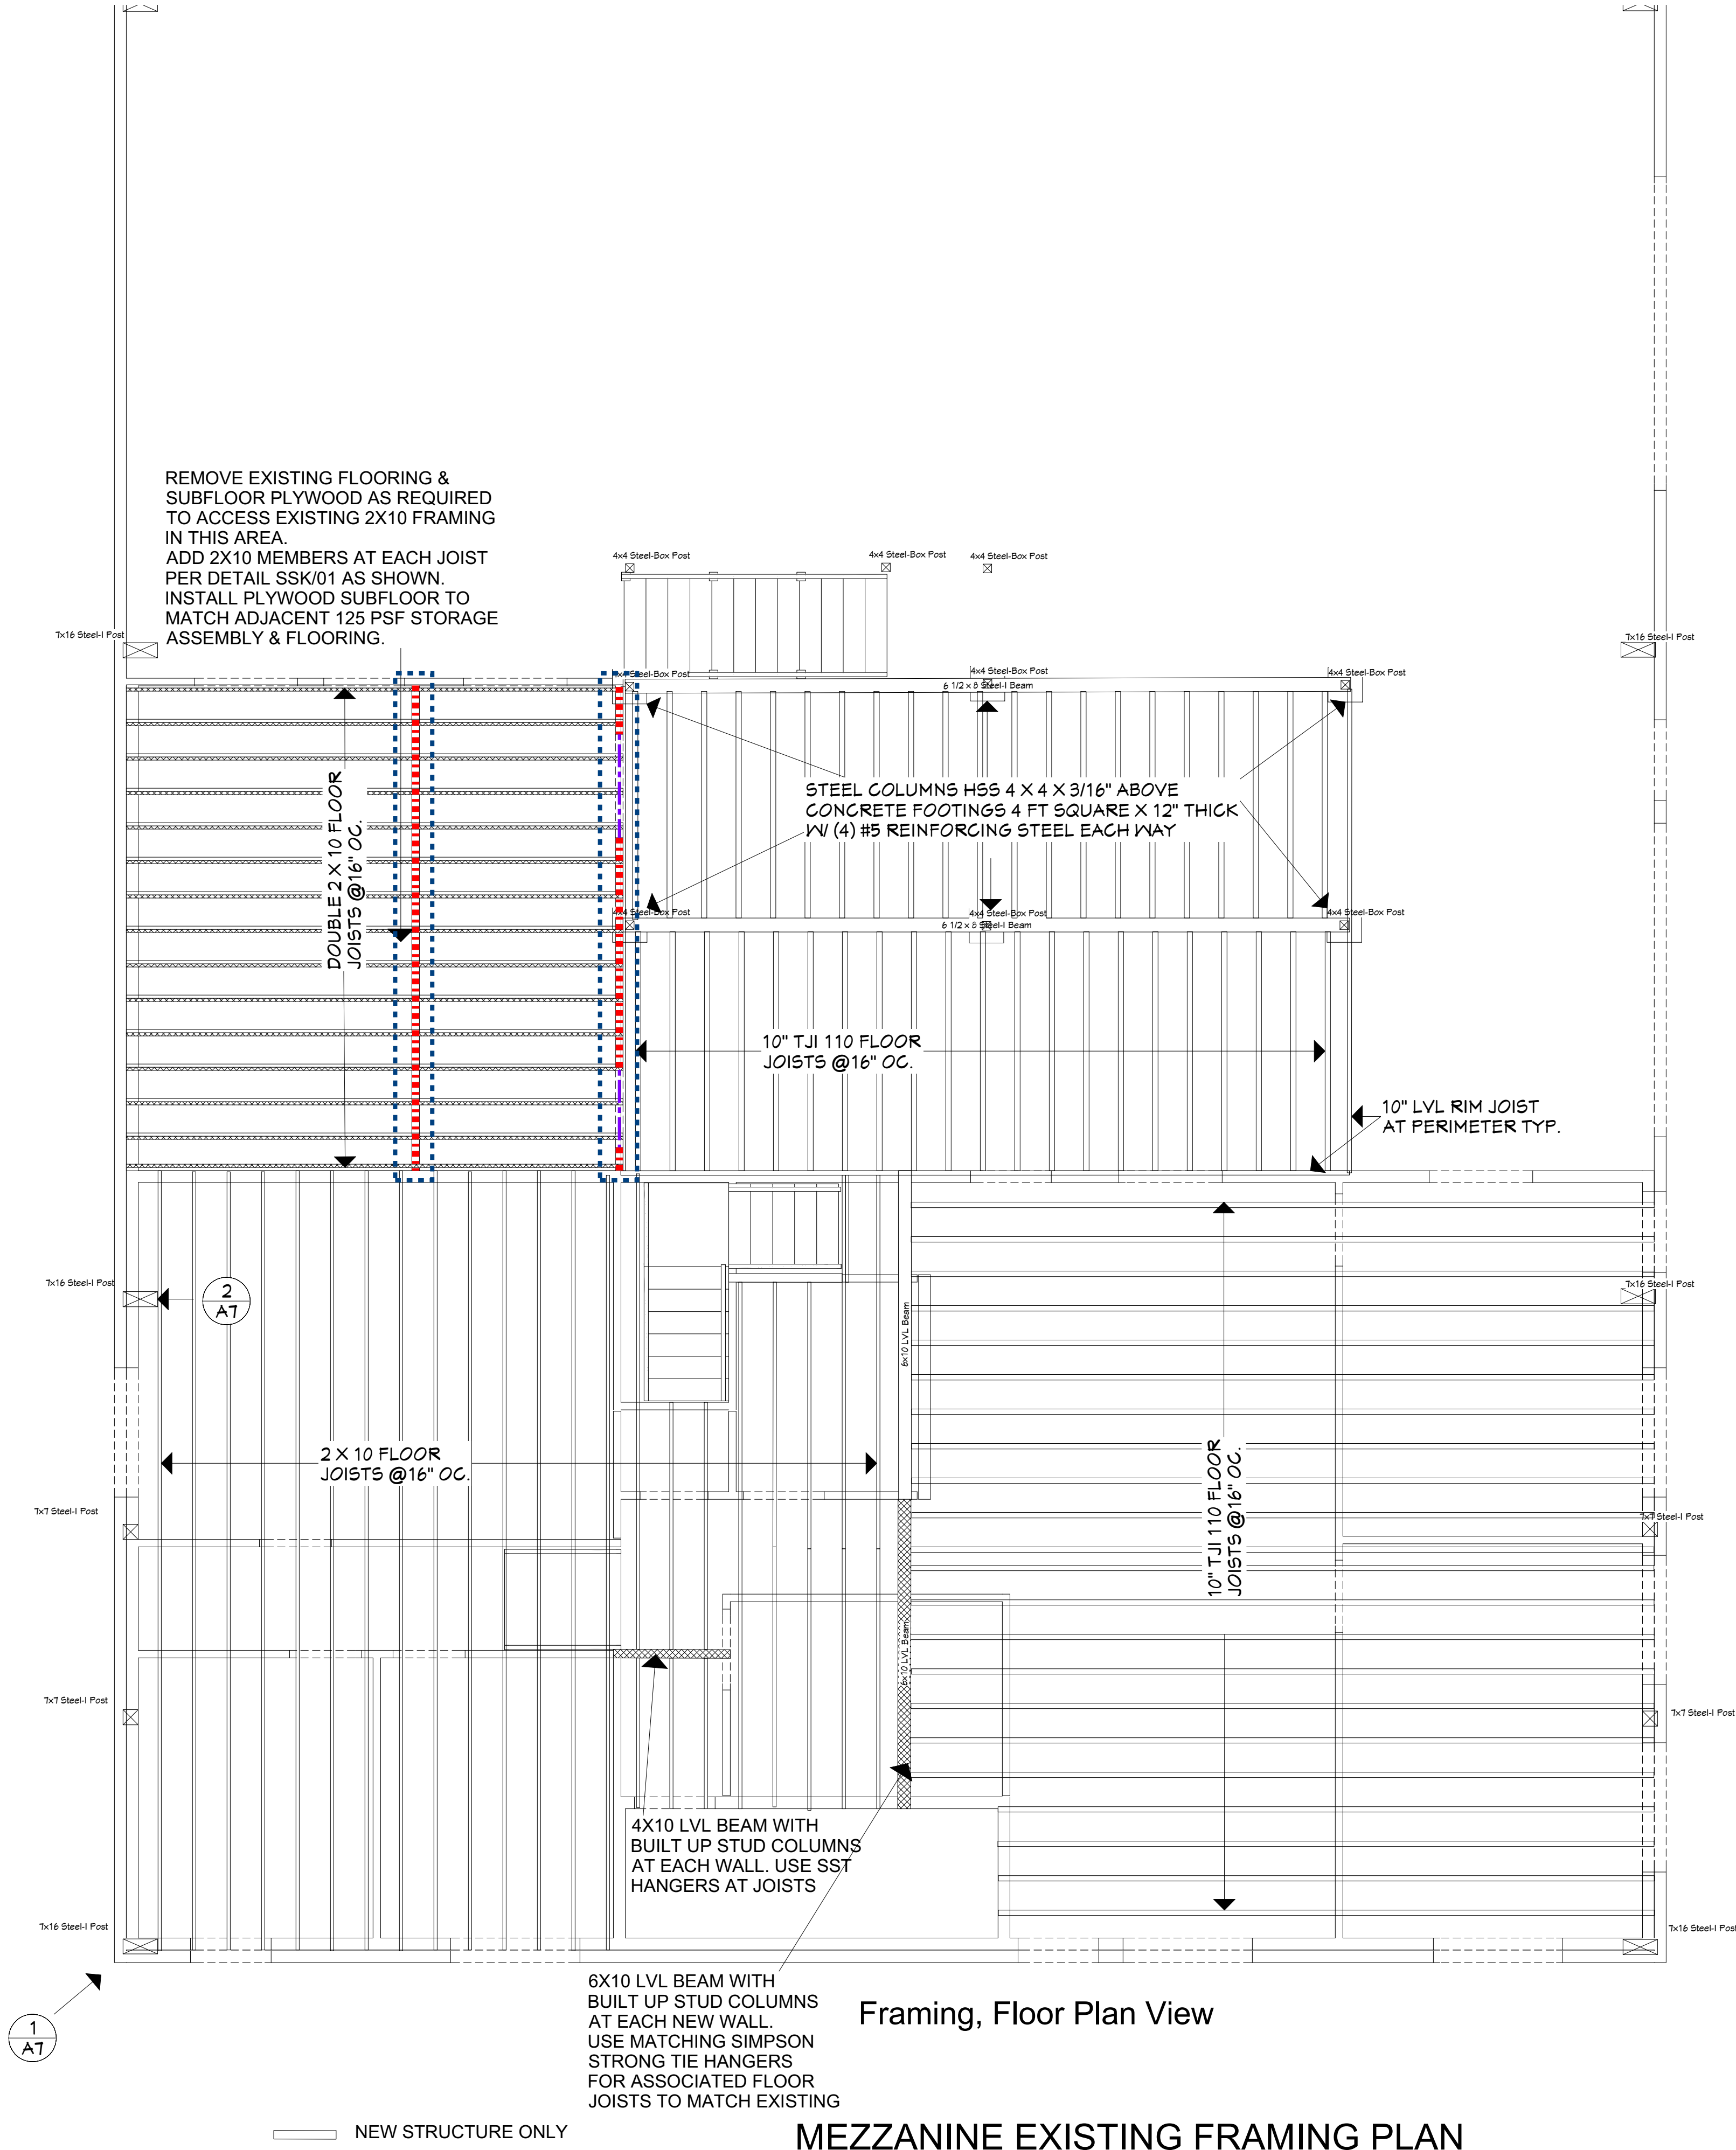 REMOVE EXISTING FLOORING &
SUBFLOOR PLYWOOD AS REQUIRED
TO ACCESS EXISTING 2X10 FRAMING
IN THIS AREA.
ADD 2X10 MEMBERS AT EACH JOIST
PER DETAIL SSK/01 AS SHOWN.
INSTALL PLYWOOD SUBFLOOR TO
MATCH ADJACENT 125 PSF STORAGE
ASSEMBLY & FLOORING.
4x4 Steel-Box Post
4x4 Steel-Box Post
4x4 Steel-Box Post
7x16 Steel-I Post
7x16 Steel-I Post
4x4 Steel-Box Post
4x4 Steel-Box Post
4x4 Steel-Box Post
6 1/2 x 8 Steel-I Beam
DOUBLE 2 X 10 FLOOR
JOISTS @16" OC.
STEEL COLUMNS HSS 4 X 4 X 3/16" ABOVE
CONCRETE FOOTINGS 4 FT SQUARE X 12" THICK
W/ (4) #5 REINFORCING STEEL EACH WAY
4x4 Steel-Box Post
4x4 Steel-Box Post
4x4 Steel-Box Post
6 1/2 x 8 Steel-I Beam
10" TJI 110 FLOOR
JOISTS @16" OC.
10" LVL RIM JOIST
AT PERIMETER TYP.
7x16 Steel-I Post
2
A7
7x16 Steel-I Post
6x10 LVL Beam
2 X 10 FLOOR
JOISTS @16" OC.
10" TJI 110 FLOOR
JOISTS @16" OC.
7x7 Steel-I Post
7x7 Steel-I Post
6x10 LVL Beam
7x7 Steel-I Post
7x7 Steel-I Post
4X10 LVL BEAM WITH
BUILT UP STUD COLUMNS
AT EACH WALL. USE SST
HANGERS AT JOISTS
7x16 Steel-I Post
7x16 Steel-I Post
6X10 LVL BEAM WITH
BUILT UP STUD COLUMNS
AT EACH NEW WALL.
USE MATCHING SIMPSON
STRONG TIE HANGERS
FOR ASSOCIATED FLOOR
JOISTS TO MATCH EXISTING
Framing, Floor Plan View
1
A7
NEW STRUCTURE ONLY
MEZZANINE EXISTING FRAMING PLAN